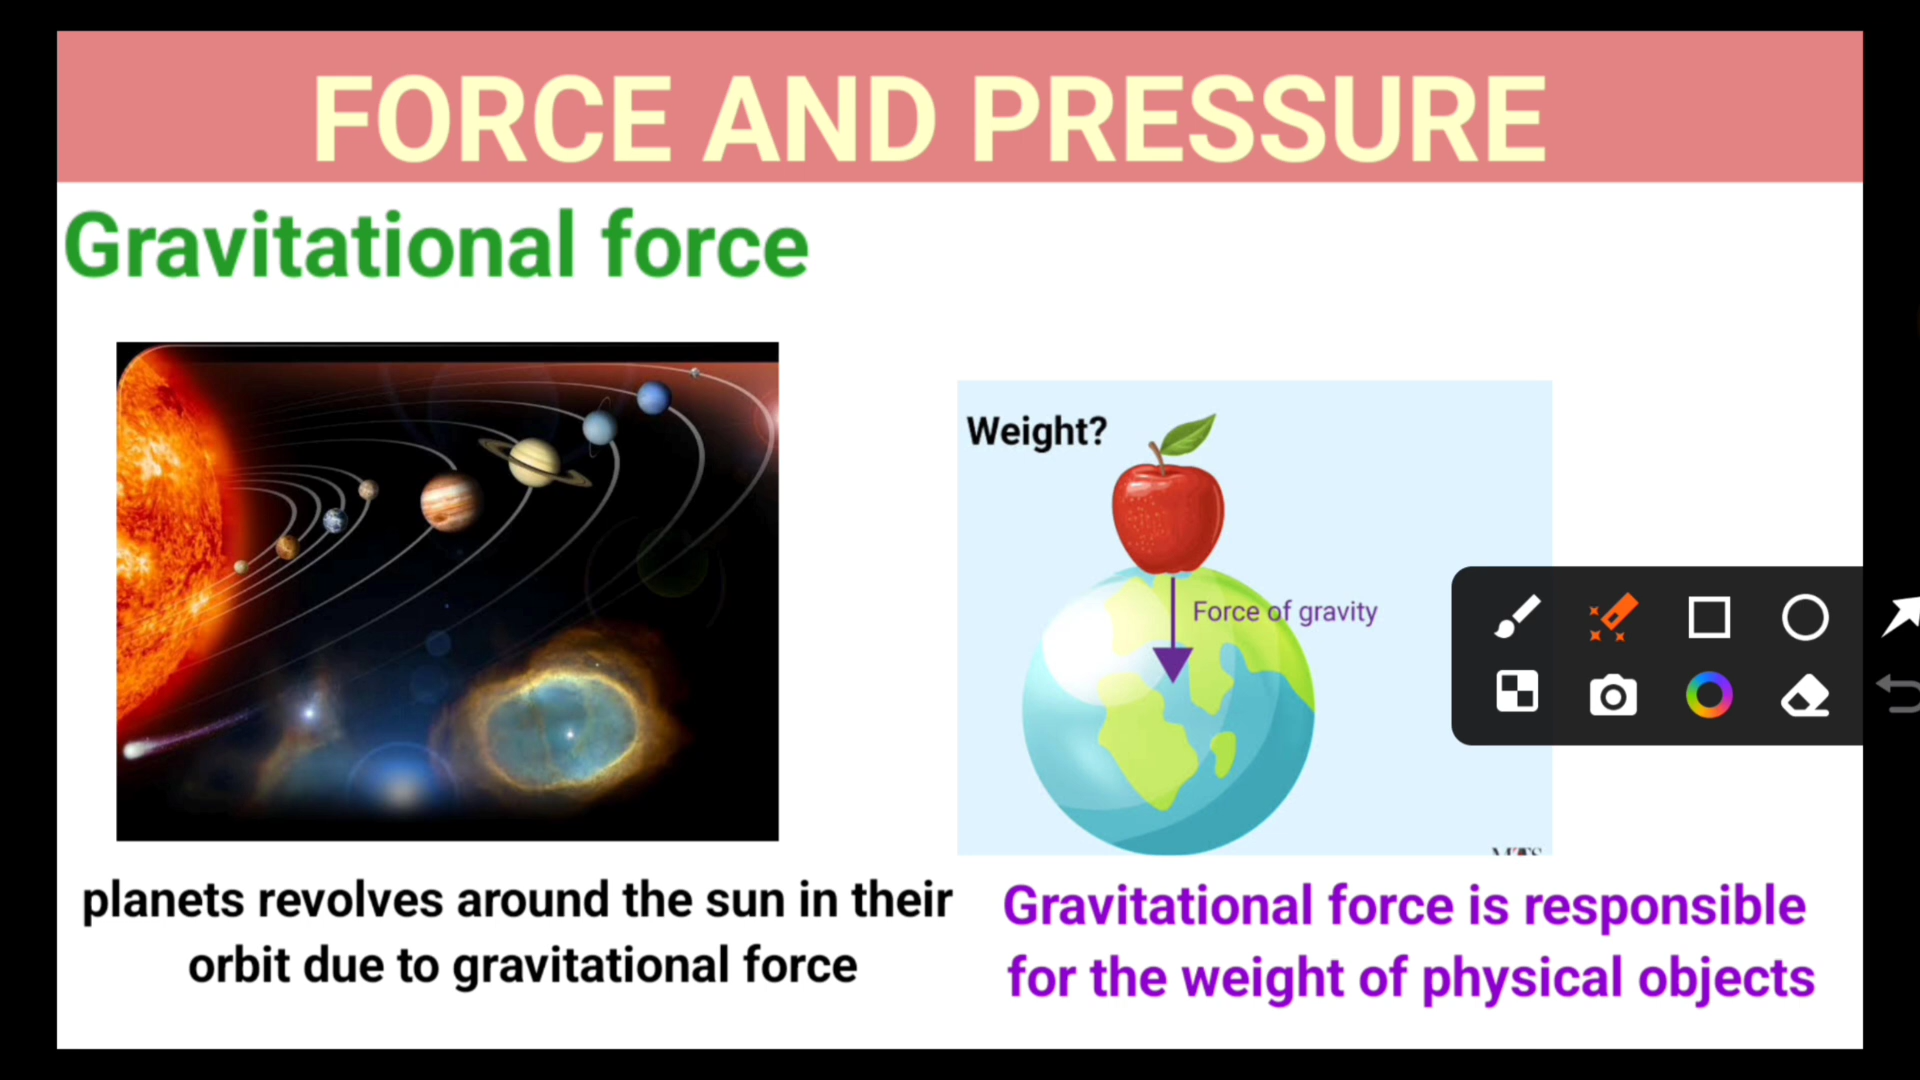 FORCE AND PRESSURE
Gravitational force
Weight?
Force of gravity
planets revolves around the sun in their
orbit due to gravitational force
Gravitational force is responsible
for the weight of physical objects